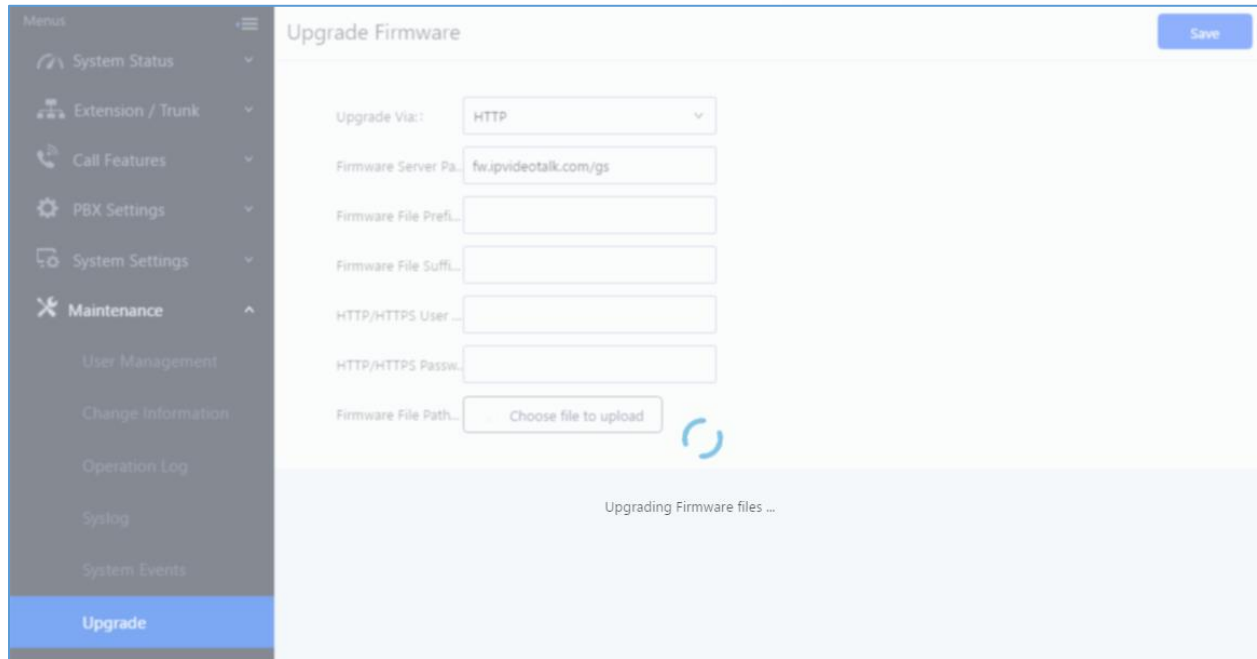 Menus
System Status
Extension / Trunk
Call Features
PBX Settings
System Settings
Maintenance
User Management
Change Information
Operation Log
Syslog
System Events
Upgrade
Upgrade Firmware
Save
Upgrade Via::
HTTP
Firmware Server Pa..
fw.ipvideotalk.com/gs
Firmware File Prefi...
Firmware File Suffi...
HTTP/HTTPS User ...
HTTP/HTTPS Passw..
Firmware File Path...
Choose file to upload
Upgrading Firmware files ...